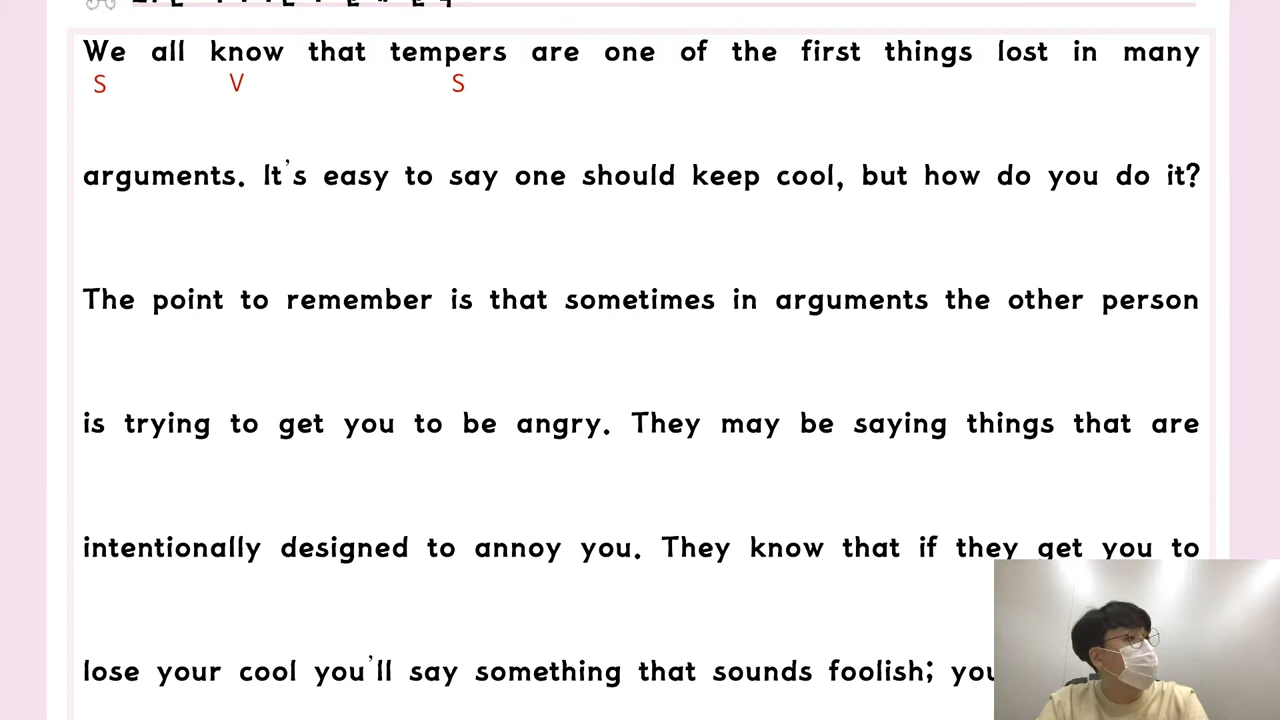 We all know that tempers are one of the first things lost in many
S V S
arguments. It's easy to say one should keep cool, but how do you do it?
The point to remember is that sometimes in arguments the other person
is trying to get you to be angry. They may be saying things that are
intentionally designed to annoy you. They know that if they get you to
lose your cool you'll say something that sounds foolish;